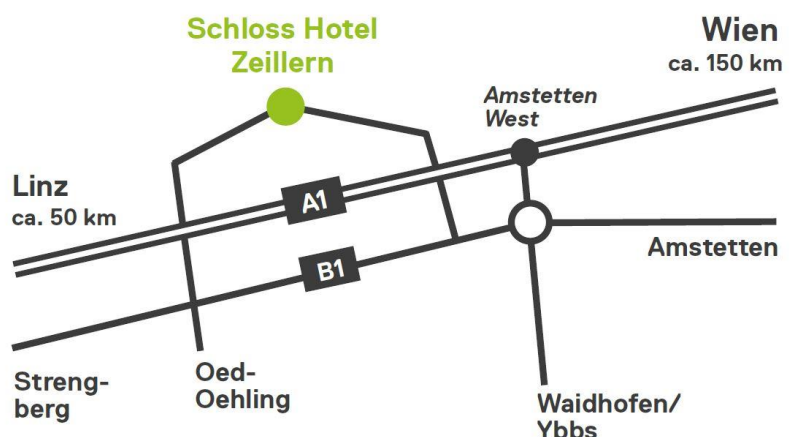 Schloss Hotel
Zeillern
Wien
ca. 150 km
Amstetten
West
Linz
ca. 50 km
A1
B1
Amstetten
Streng-
berg
Oed-
Oehling
Waidhofen/
Ybbs